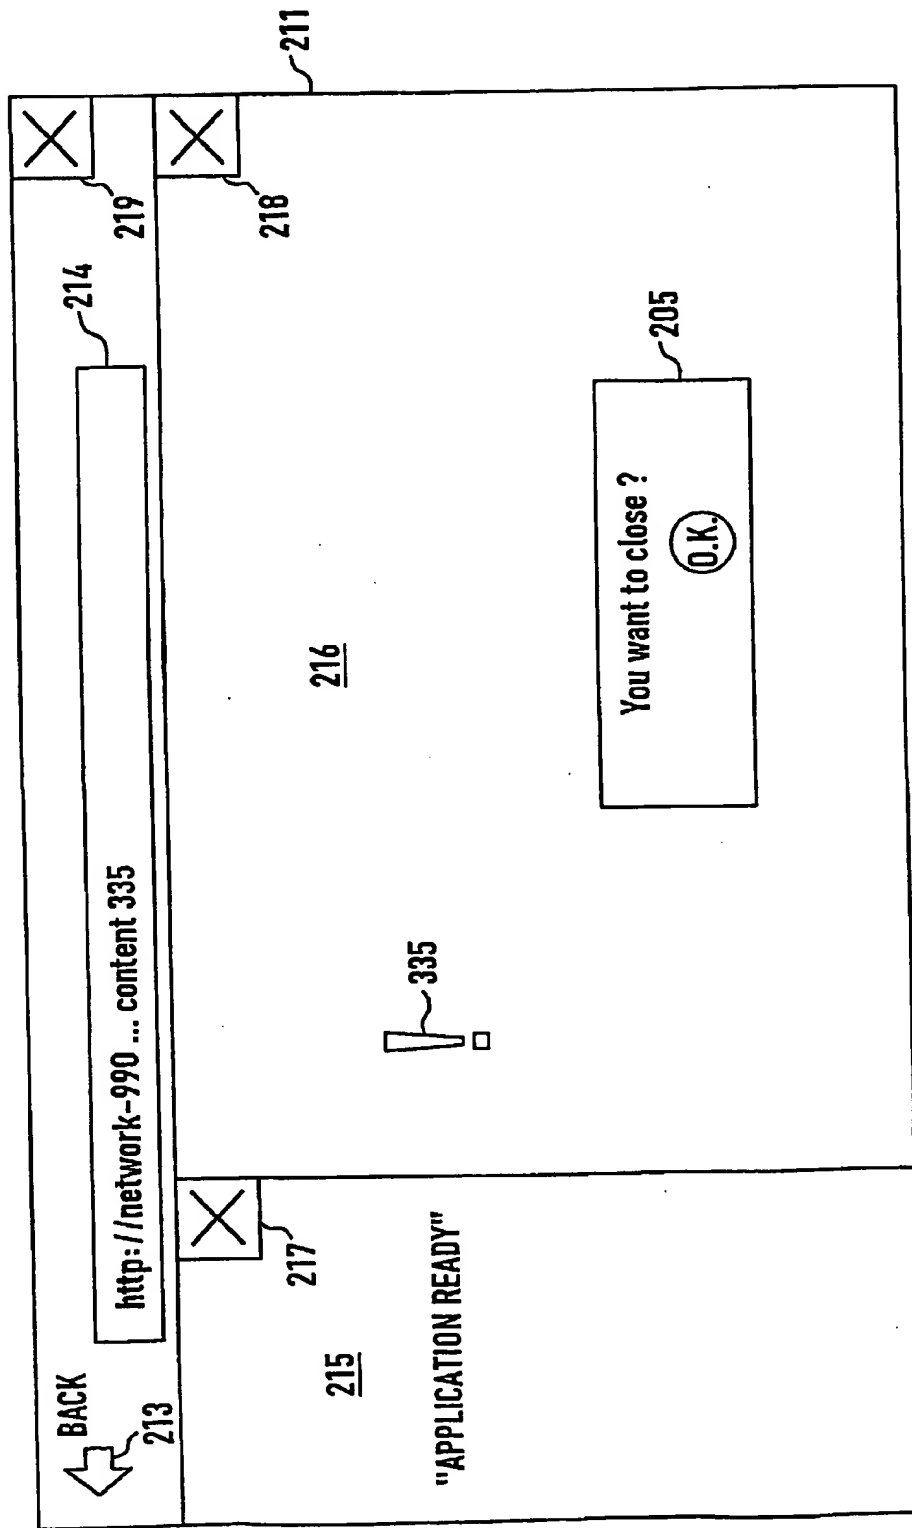 BACK
213
http://network-990 ... content 335
214
219
211
217
218
215
216
"APPLICATION READY"
335
You want to close ?
O.K.
205